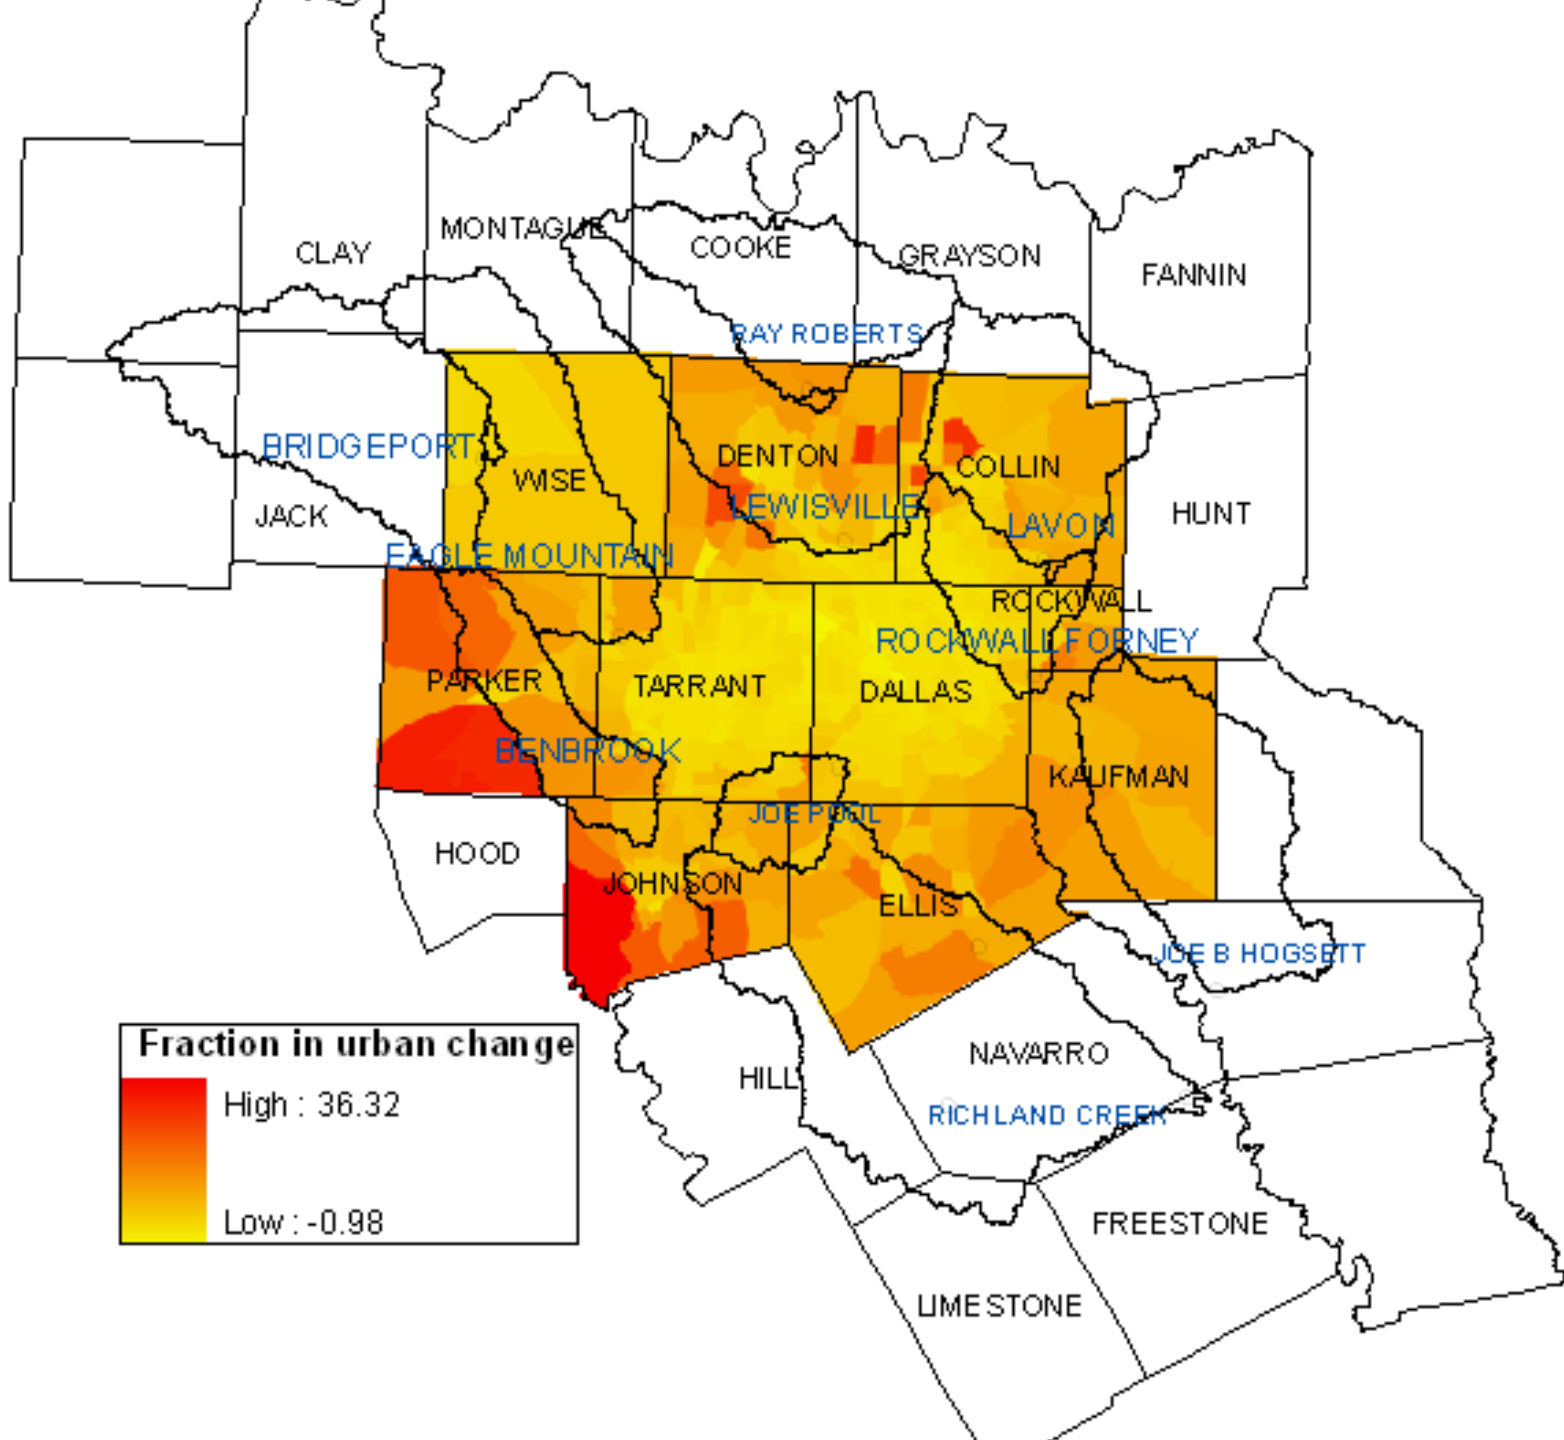 MONTAGUE
COOKE
CLAY
GRAYSON
FANNIN
RAY ROBERTS
BRIDGEPORT
DENTON
COLLIN
WISE
LEWISVILLE
JACK
LAVON
HUNT
EAGLE MOUNTAIN
ROCKWALL
ROCKWALL FORNEY
PARKER
TARRANT
DALLAS
BENBROOK
KAUFMAN
JOE POOL
HOOD
JOHNSON
ELLIS
JOE B HOGSETT
Fraction in urban change
High : 36.32
Low : -0.98
HILL
NAVARRO
RICHLAND CREEK
FREESTONE
LIMESTONE